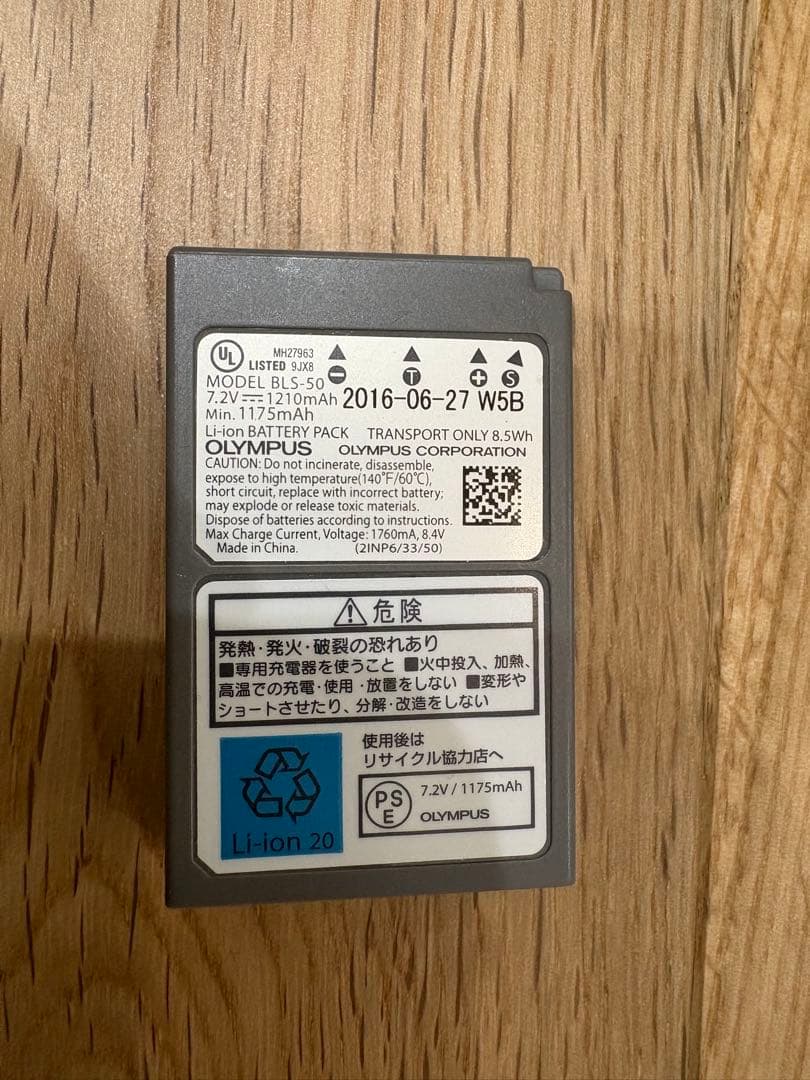 UL LISTED MH27963 9JX8
MODEL BLS-50
- T + S
7.2V 1210mAh 2016-06-27 W5B
Min. 1175mAh
Li-ion BATTERY PACK TRANSPORT ONLY 8.5Wh
OLYMPUS OLYMPUS CORPORATION
CAUTION: Do not incinerate, disassemble,
expose to high temperature(140°F/60℃),
short circuit, replace with incorrect battery;
may explode or release toxic materials.
Dispose of batteries according to instructions.
Max Charge Current, Voltage: 1760mA, 8.4V
Made in China. (2INP6/33/50)
危険
発熱・発火・破裂の恐れあり
■専用充電器を使うこと ■火中投入、加熱、
高温での充電・使用・放置をしない ■変形や
ショートさせたり、分解・改造をしない
使用後は
リサイクル協力店へ
Li-ion 20
PSE
7.2V / 1175mAh
OLYMPUS